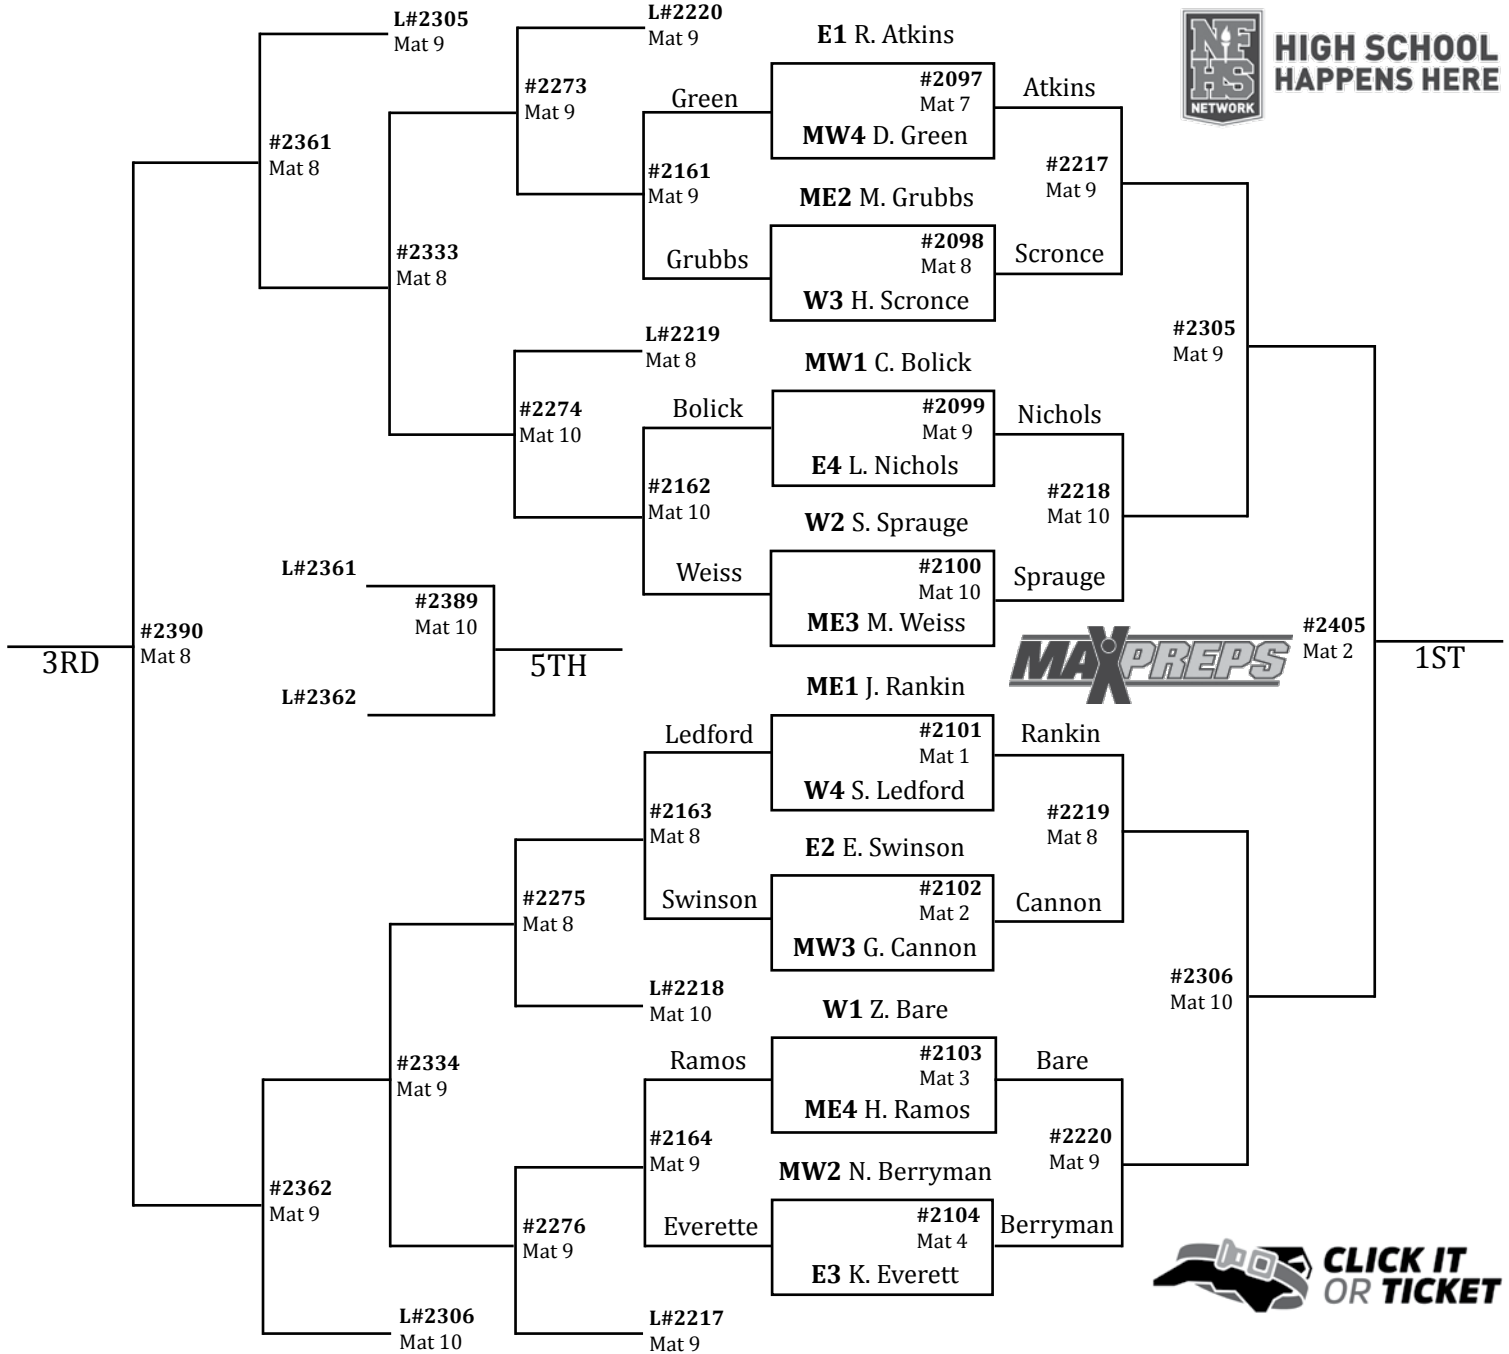 L#2305
Mat 9
L#2220
Mat 9
E1 R. Atkins
NFHS
NETWORK
HIGH SCHOOL
HAPPENS HERE
#2273
Mat 9
Green
#2097
Mat 7
Atkins
MW4 D. Green
#2361
Mat 8
#2161
Mat 9
#2217
Mat 9
ME2 M. Grubbs
#2333
Mat 8
Grubbs
#2098
Mat 8
Scronce
W3 H. Scronce
L#2219
Mat 8
#2305
Mat 9
MW1 C. Bolick
#2274
Mat 10
Bolick
#2099
Mat 9
Nichols
E4 L. Nichols
#2162
Mat 10
#2218
Mat 10
W2 S. Sprauge
L#2361
Weiss
#2100
Mat 10
Sprauge
#2389
Mat 10
ME3 M. Weiss
#2390
Mat 8
MAXPREPS
#2405
Mat 2
3RD
5TH
1ST
L#2362
ME1 J. Rankin
Ledford
#2101
Mat 1
Rankin
W4 S. Ledford
#2163
Mat 8
#2219
Mat 8
E2 E. Swinson
#2275
Mat 8
Swinson
#2102
Mat 2
Cannon
MW3 G. Cannon
L#2218
Mat 10
#2306
Mat 10
W1 Z. Bare
#2334
Mat 9
Ramos
#2103
Mat 3
Bare
ME4 H. Ramos
#2164
Mat 9
#2220
Mat 9
MW2 N. Berryman
#2362
Mat 9
#2276
Mat 9
Everette
#2104
Mat 4
Berryman
E3 K. Everett
CLICK IT
OR TICKET
L#2306
Mat 10
L#2217
Mat 9